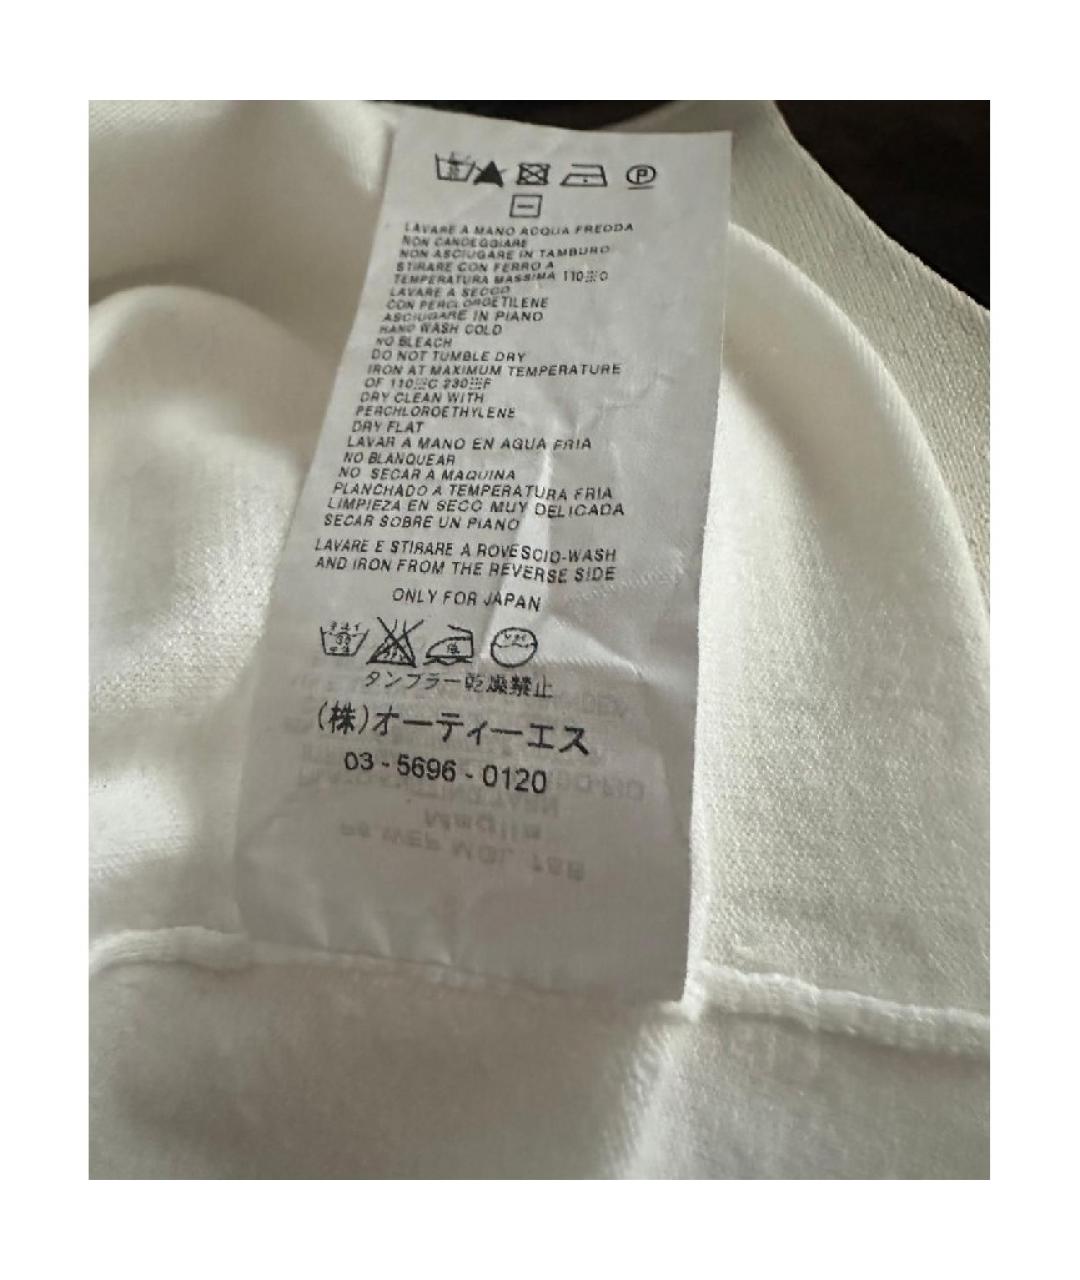 P
LAVARE A MANO ACQUA FREDDA
NON CANDEGGIARE
NON ASCIUGARE IN TAMBURO
STIRARE CON FERRO A
TEMPERATURA MASSIMA 110 C
LAVARE A SECCO
CON PERCLOROETILENE
ASCIUGARE IN PIANO
HAND WASH COLD
NO BLEACH
DO NOT TUMBLE DRY
IRON AT MAXIMUM TEMPERATURE
OF 110 C 230 F
DRY CLEAN WITH
PERCHLOROETHYLENE
DRY FLAT
LAVAR A MANO EN AGUA FRIA
NO BLANQUEAR
NO SECAR A MAQUINA
PLANCHADO A TEMPERATURA FRIA
LIMPIEZA EN SECO MUY DELICADA
SECAR SOBRE UN PIANO
LAVARE E STIRARE A ROVESCIO-WASH
AND IRON FROM THE REVERSE SIDE
ONLY FOR JAPAN
タンブラー乾燥禁止
(株)オーティーエス
03 - 5696 - 0120